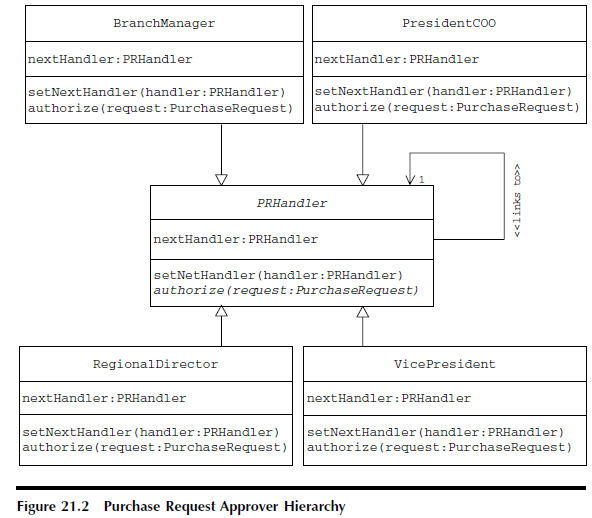 BranchManager
nextHandler:PRHandler
setNextHandler(handler:PRHandler)
authorize(request:PurchaseRequest)
PresidentCOO
nextHandler:PRHandler
setNextHandler(handler:PRHandler)
authorize(request:PurchaseRequest)
1
<<links to>>
PRHandler
nextHandler:PRHandler
setNetHandler(handler:PRHandler)
authorize(request:PurchaseRequest)
RegionalDirector
nextHandler:PRHandler
setNextHandler(handler:PRHandler)
authorize(request:PurchaseRequest)
VicePresident
nextHandler:PRHandler
setNextHandler(handler:PRHandler)
authorize(request:PurchaseRequest)
Figure 21.2 Purchase Request Approver Hierarchy